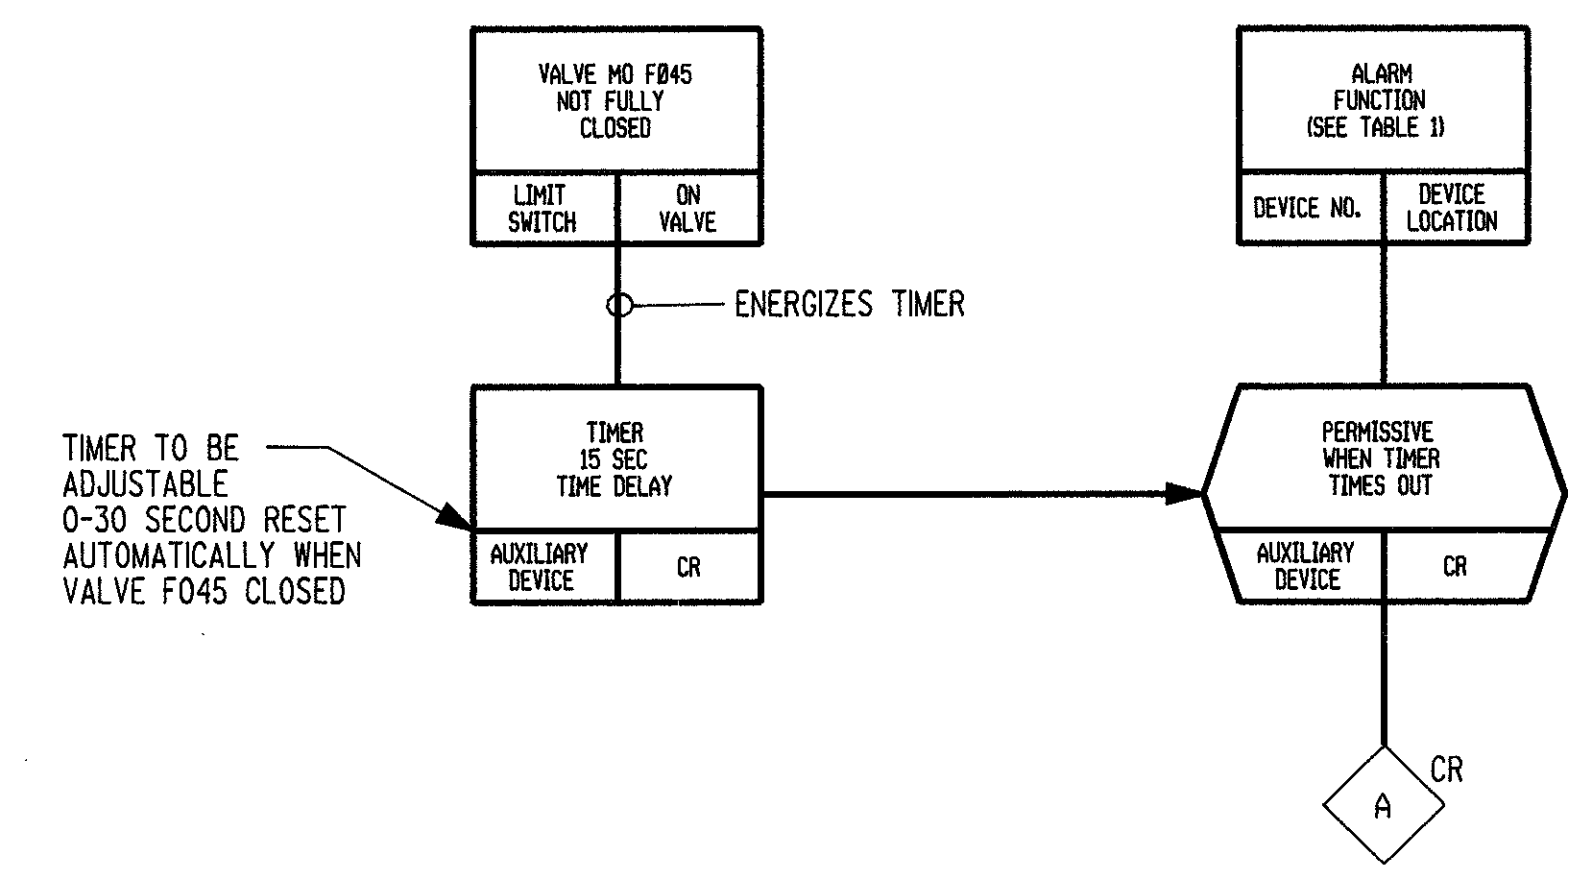 VALVE MO F045
NOT FULLY
CLOSED
LIMIT
SWITCH
ON
VALVE
ALARM
FUNCTION
(SEE TABLE 1)
DEVICE NO.
DEVICE
LOCATION
ENERGIZES TIMER
TIMER TO BE
ADJUSTABLE
0-30 SECOND RESET
AUTOMATICALLY WHEN
VALVE F045 CLOSED
TIMER
15 SEC
TIME DELAY
AUXILIARY
DEVICE
CR
PERMISSIVE
WHEN TIMER
TIMES OUT
AUXILIARY
DEVICE
CR
CR
A